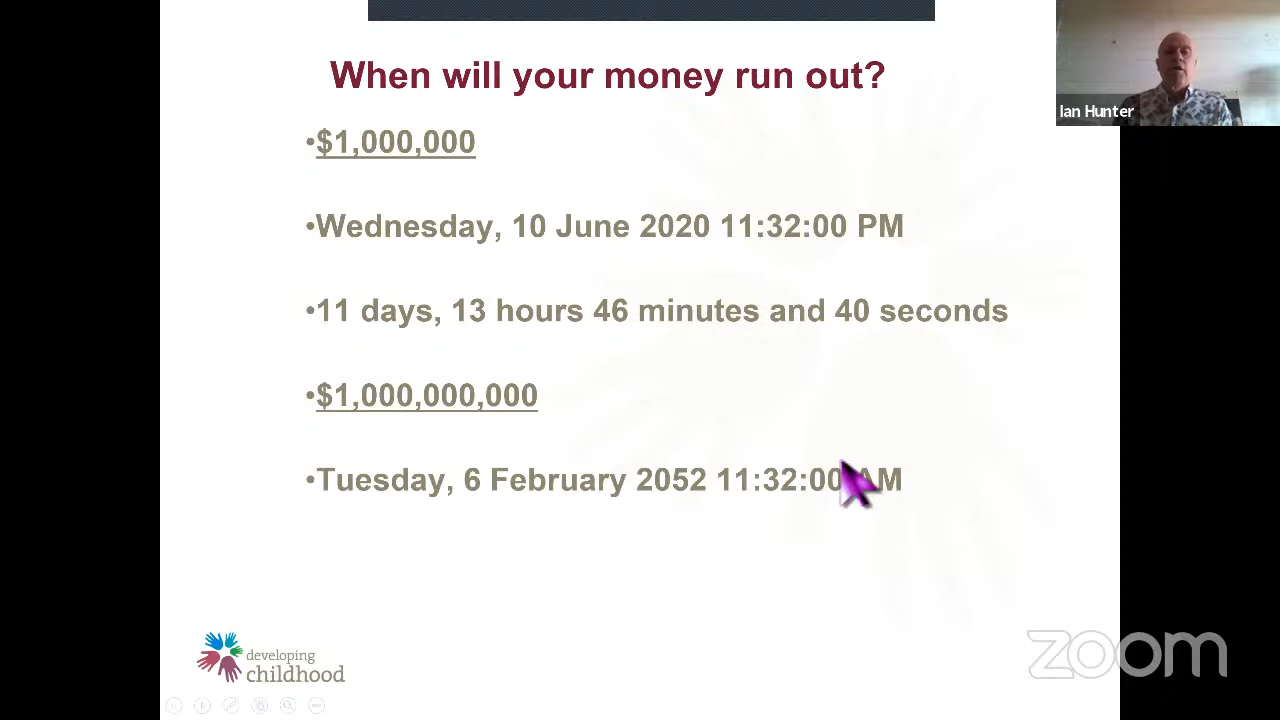 When will your money run out?
Ian Hunter
•$1,000,000
•Wednesday, 10 June 2020 11:32:00 PM
•11 days, 13 hours 46 minutes and 40 seconds
•$1,000,000,000
•Tuesday, 6 February 2052 11:32:00 AM
developing
childhood
zoom